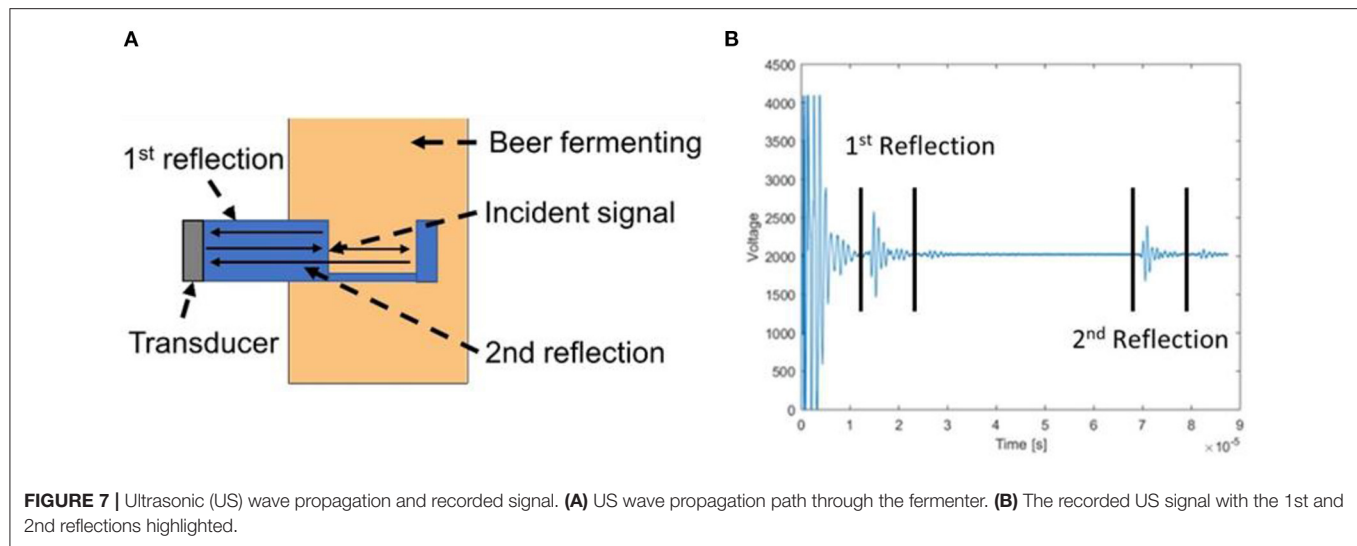 A
1st reflection
Beer fermenting
Incident signal
Transducer
2nd reflection
B
4500
4000
3500
3000
2500
2000
1500
1000
500
0
Voltage
1st Reflection
2nd Reflection
0 1 2 3 4 5 6 7 8 9
Time [s]
×10-5
FIGURE 7 | Ultrasonic (US) wave propagation and recorded signal. (A) US wave propagation path through the fermenter. (B) The recorded US signal with the 1st and
2nd reflections highlighted.